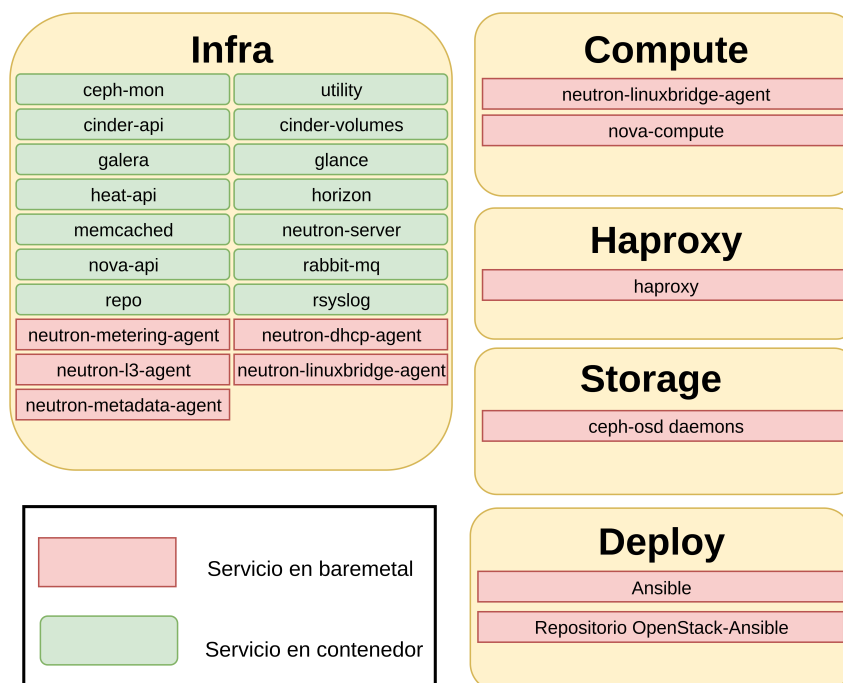 Infra
ceph-mon
utility
cinder-api
cinder-volumes
galera
glance
heat-api
horizon
memcached
neutron-server
nova-api
rabbit-mq
repo
rsyslog
neutron-metering-agent
neutron-dhcp-agent
neutron-l3-agent
neutron-linuxbridge-agent
neutron-metadata-agent
Compute
neutron-linuxbridge-agent
nova-compute
Haproxy
haproxy
Storage
ceph-osd daemons
Deploy
Ansible
Repositorio OpenStack-Ansible
Servicio en baremetal
Servicio en contenedor